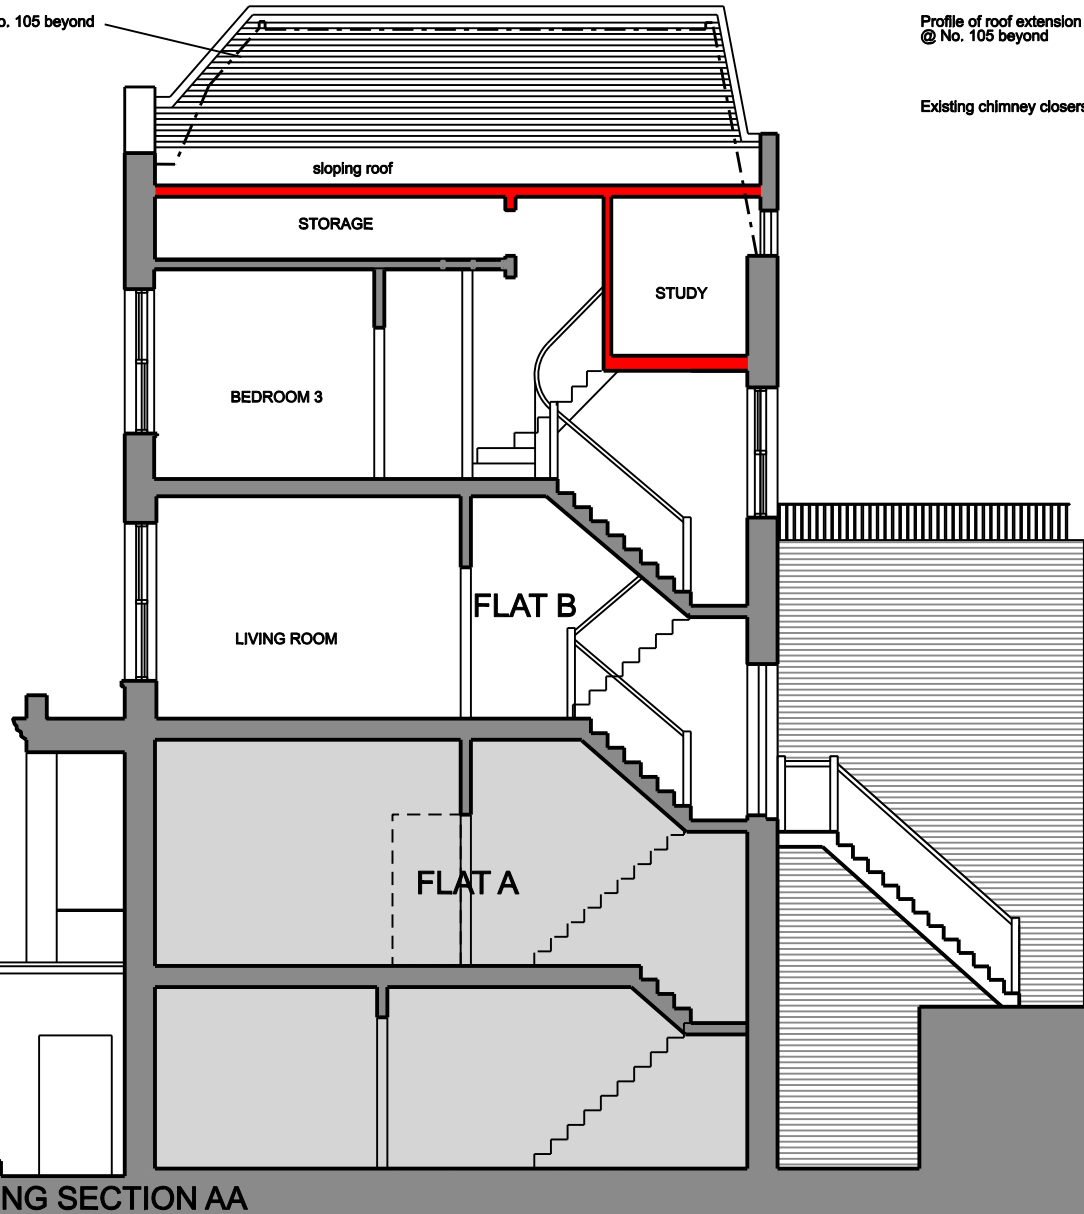 o. 105 beyond
Profile of roof extension
@ No. 105 beyond
Existing chimney closers
sloping roof
STORAGE
STUDY
BEDROOM 3
FLAT B
LIVING ROOM
FLAT A
NG SECTION AA